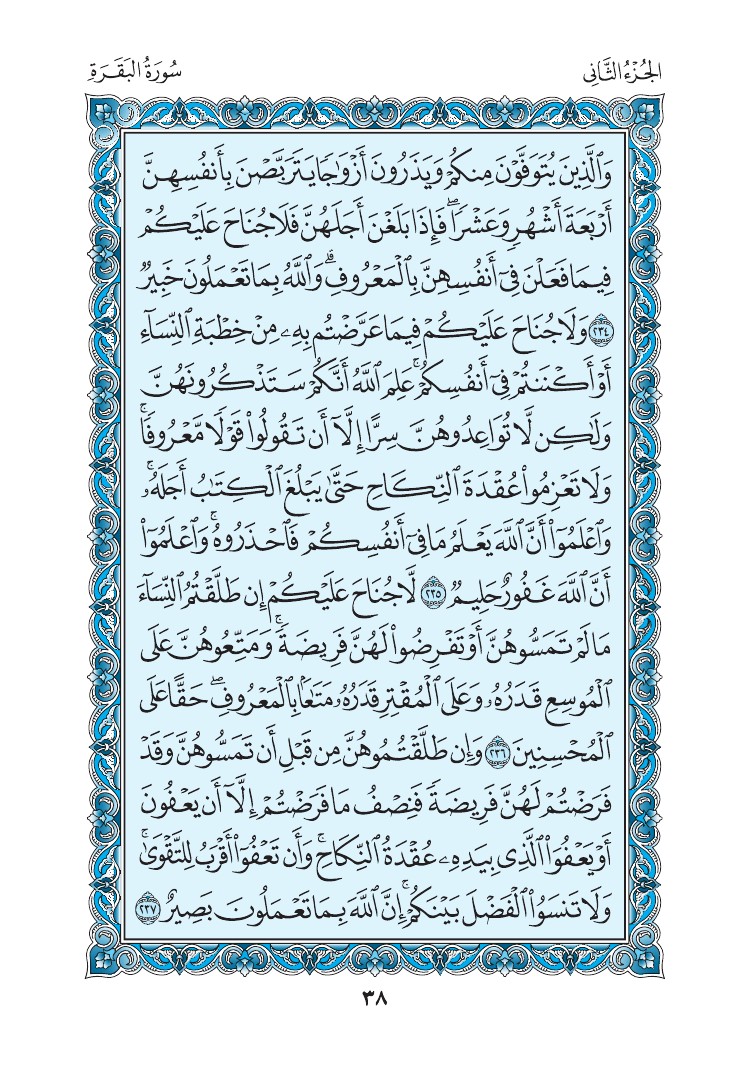 الجُزْءُ الثَّانِي
سُورَةُ البَقَرَةِ
وَٱلَّذِينَ يُتَوَفَّوْنَ مِنكُمْ وَيَذَرُونَ أَزْوَٰجًا يَتَرَبَّصْنَ بِأَنفُسِهِنَّ
أَرْبَعَةَ أَشْهُرٍ وَعَشْرًا ۖ فَإِذَا بَلَغْنَ أَجَلَهُنَّ فَلَا جُنَاحَ عَلَيْكُمْ
فِيمَا فَعَلْنَ فِىٓ أَنفُسِهِنَّ بِٱلْمَعْرُوفِ ۗ وَٱللَّهُ بِمَا تَعْمَلُونَ خَبِيرٌ
٢٣٤ وَلَا جُنَاحَ عَلَيْكُمْ فِيمَا عَرَّضْتُم بِهِۦ مِنْ خِطْبَةِ ٱلنِّسَآءِ
أَوْ أَكْنَنتُمْ فِىٓ أَنفُسِكُمْ ۚ عَلِمَ ٱللَّهُ أَنَّكُمْ سَتَذْكُرُونَهُنَّ
وَلَٰكِن لَّا تُوَاعِدُوهُنَّ سِرًّا إِلَّآ أَن تَقُولُوا۟ قَوْلًا مَّعْرُوفًا ۚ
وَلَا تَعْزِمُوا۟ عُقْدَةَ ٱلنِّكَاحِ حَتَّىٰ يَبْلُغَ ٱلْكِتَٰبُ أَجَلَهُۥ ۚ
وَٱعْلَمُوٓا۟ أَنَّ ٱللَّهَ يَعْلَمُ مَا فِىٓ أَنفُسِكُمْ فَٱحْذَرُوهُ ۚ وَٱعْلَمُوٓا۟
أَنَّ ٱللَّهَ غَفُورٌ حَلِيمٌ ٢٣٥ لَّا جُنَاحَ عَلَيْكُمْ إِن طَلَّقْتُمُ ٱلنِّسَآءَ
مَا لَمْ تَمَسُّوهُنَّ أَوْ تَفْرِضُوا۟ لَهُنَّ فَرِيضَةً ۚ وَمَتِّعُوهُنَّ عَلَى
ٱلْمُوسِعِ قَدَرُهُۥ وَعَلَى ٱلْمُقْتِرِ قَدَرُهُۥ مَتَٰعًۢا بِٱلْمَعْرُوفِ ۖ حَقًّا عَلَى
ٱلْمُحْسِنِينَ ٢٣٦ وَإِن طَلَّقْتُمُوهُنَّ مِن قَبْلِ أَن تَمَسُّوهُنَّ وَقَدْ
فَرَضْتُمْ لَهُنَّ فَرِيضَةً فَنِصْفُ مَا فَرَضْتُمْ إِلَّآ أَن يَعْفُونَ
أَوْ يَعْفُوَا۟ ٱلَّذِى بِيَدِهِۦ عُقْدَةُ ٱلنِّكَاحِ ۚ وَأَن تَعْفُوٓا۟ أَقْرَبُ لِلتَّقْوَىٰ ۚ
وَلَا تَنسَوُا۟ ٱلْفَضْلَ بَيْنَكُمْ ۚ إِنَّ ٱللَّهَ بِمَا تَعْمَلُونَ بَصِيرٌ ٢٣٧
٣٨